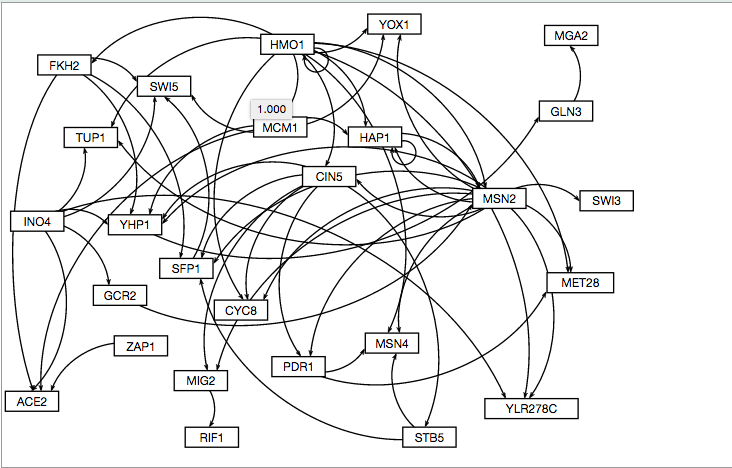 YOX1
MGA2
HMO1
FKH2
SWI5
1.000
GLN3
MCM1
TUP1
HAP1
CIN5
MSN2
SWI3
INO4
YHP1
SFP1
MET28
GCR2
CYC8
ZAP1
MSN4
PDR1
MIG2
ACE2
YLR278C
RIF1
STB5